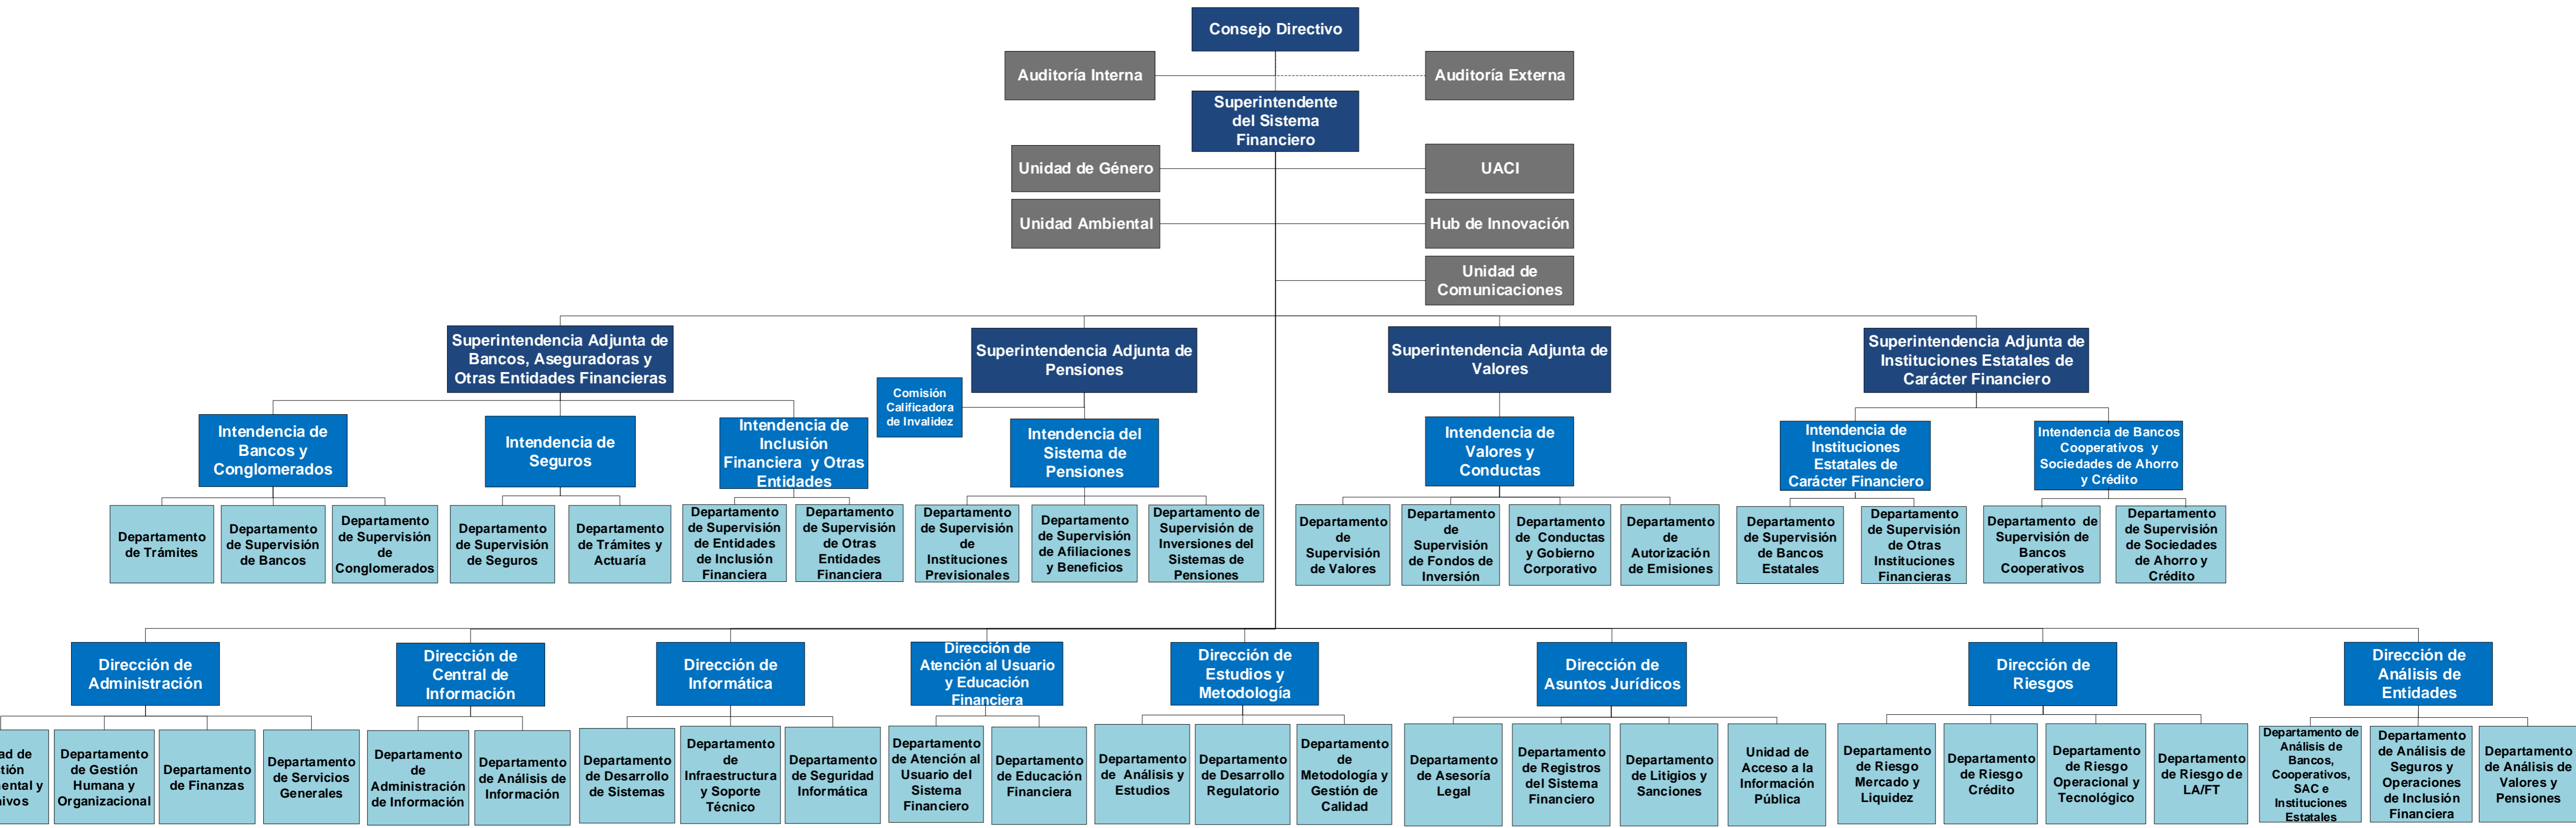 Consejo Directivo
Auditoría Interna
Auditoría Externa
Superintendente
del Sistema
Financiero
Unidad de Género
UACI
Unidad Ambiental
Hub de Innovación
Unidad de
Comunicaciones
Superintendencia Adjunta de
Bancos, Aseguradoras y
Otras Entidades Financieras
Superintendencia Adjunta de
Pensiones
Superintendencia Adjunta de
Valores
Superintendencia Adjunta de
Instituciones Estatales de
Carácter Financiero
Comisión
Calificadora
de Invalidez
Intendencia de
Bancos y
Conglomerados
Intendencia de
Seguros
Intendencia de
Inclusión
Financiera y Otras
Entidades
Intendencia del
Sistema de
Pensiones
Intendencia de
Valores y
Conductas
Intendencia de
Instituciones
Estatales de
Carácter Financiero
Intendencia de Bancos
Cooperativos y
Sociedades de Ahorro
y Crédito
Departamento
de Trámites
Departamento
de Supervisión
de Bancos
Departamento
de Supervisión
de
Conglomerados
Departamento
de Supervisión
de Seguros
Departamento
de Trámites y
Actuaría
Departamento
de Supervisión
de Entidades
de Inclusión
Financiera
Departamento
de Supervisión
de Otras
Entidades
Financiera
Departamento
de Supervisión
de
Instituciones
Previsionales
Departamento
de Supervisión
de Afiliaciones
y Beneficios
Departamento de
Supervisión de
Inversiones del
Sistemas de
Pensiones
Departamento
de
Supervisión
de Valores
Departamento
de
Supervisión
de Fondos de
Inversión
Departamento
de Conductas
y Gobierno
Corporativo
Departamento
de
Autorización
de Emisiones
Departamento
de Supervisión
de Bancos
Estatales
Departamento
de Supervisión
de Otras
Instituciones
Financieras
Departamento de
Supervisión de
Bancos
Cooperativos
Departamento
de Supervisión
de Sociedades
de Ahorro y
Crédito
Dirección de
Administración
Dirección de
Central de
Información
Dirección de
Informática
Dirección de
Atención al Usuario
y Educación
Financiera
Dirección de
Estudios y
Metodología
Dirección de
Asuntos Jurídicos
Dirección de
Riesgos
Dirección de
Análisis de
Entidades
de
y
Departamento
de Gestión
Humana y
Organizacional
Departamento
de Finanzas
Departamento
de Servicios
Generales
Departamento
de
Administración
de Información
Departamento
de Análisis de
Información
Departamento
de Desarrollo
de Sistemas
Departamento
de
Infraestructura
y Soporte
Técnico
Departamento
de Seguridad
Informática
Departamento
de Atención al
Usuario del
Sistema
Financiero
Departamento
de Educación
Financiera
Departamento
de Análisis y
Estudios
Departamento
de Desarrollo
Regulatorio
Departamento
de
Metodología y
Gestión de
Calidad
Departamento
de Asesoría
Legal
Departamento
de Registros
del Sistema
Financiero
Departamento
de Litigios y
Sanciones
Unidad de
Acceso a la
Información
Pública
Departamento
de Riesgo
Mercado y
Liquidez
Departamento
de Riesgo
Crédito
Departamento
de Riesgo
Operacional y
Tecnológico
Departamento
de Riesgo de
LA/FT
Departamento de
Análisis de
Bancos,
Cooperativos,
SAC e
Instituciones
Estatales
Departamento
de Análisis de
Seguros y
Operaciones
de Inclusión
Financiera
Departamento
de Análisis de
Valores y
Pensiones